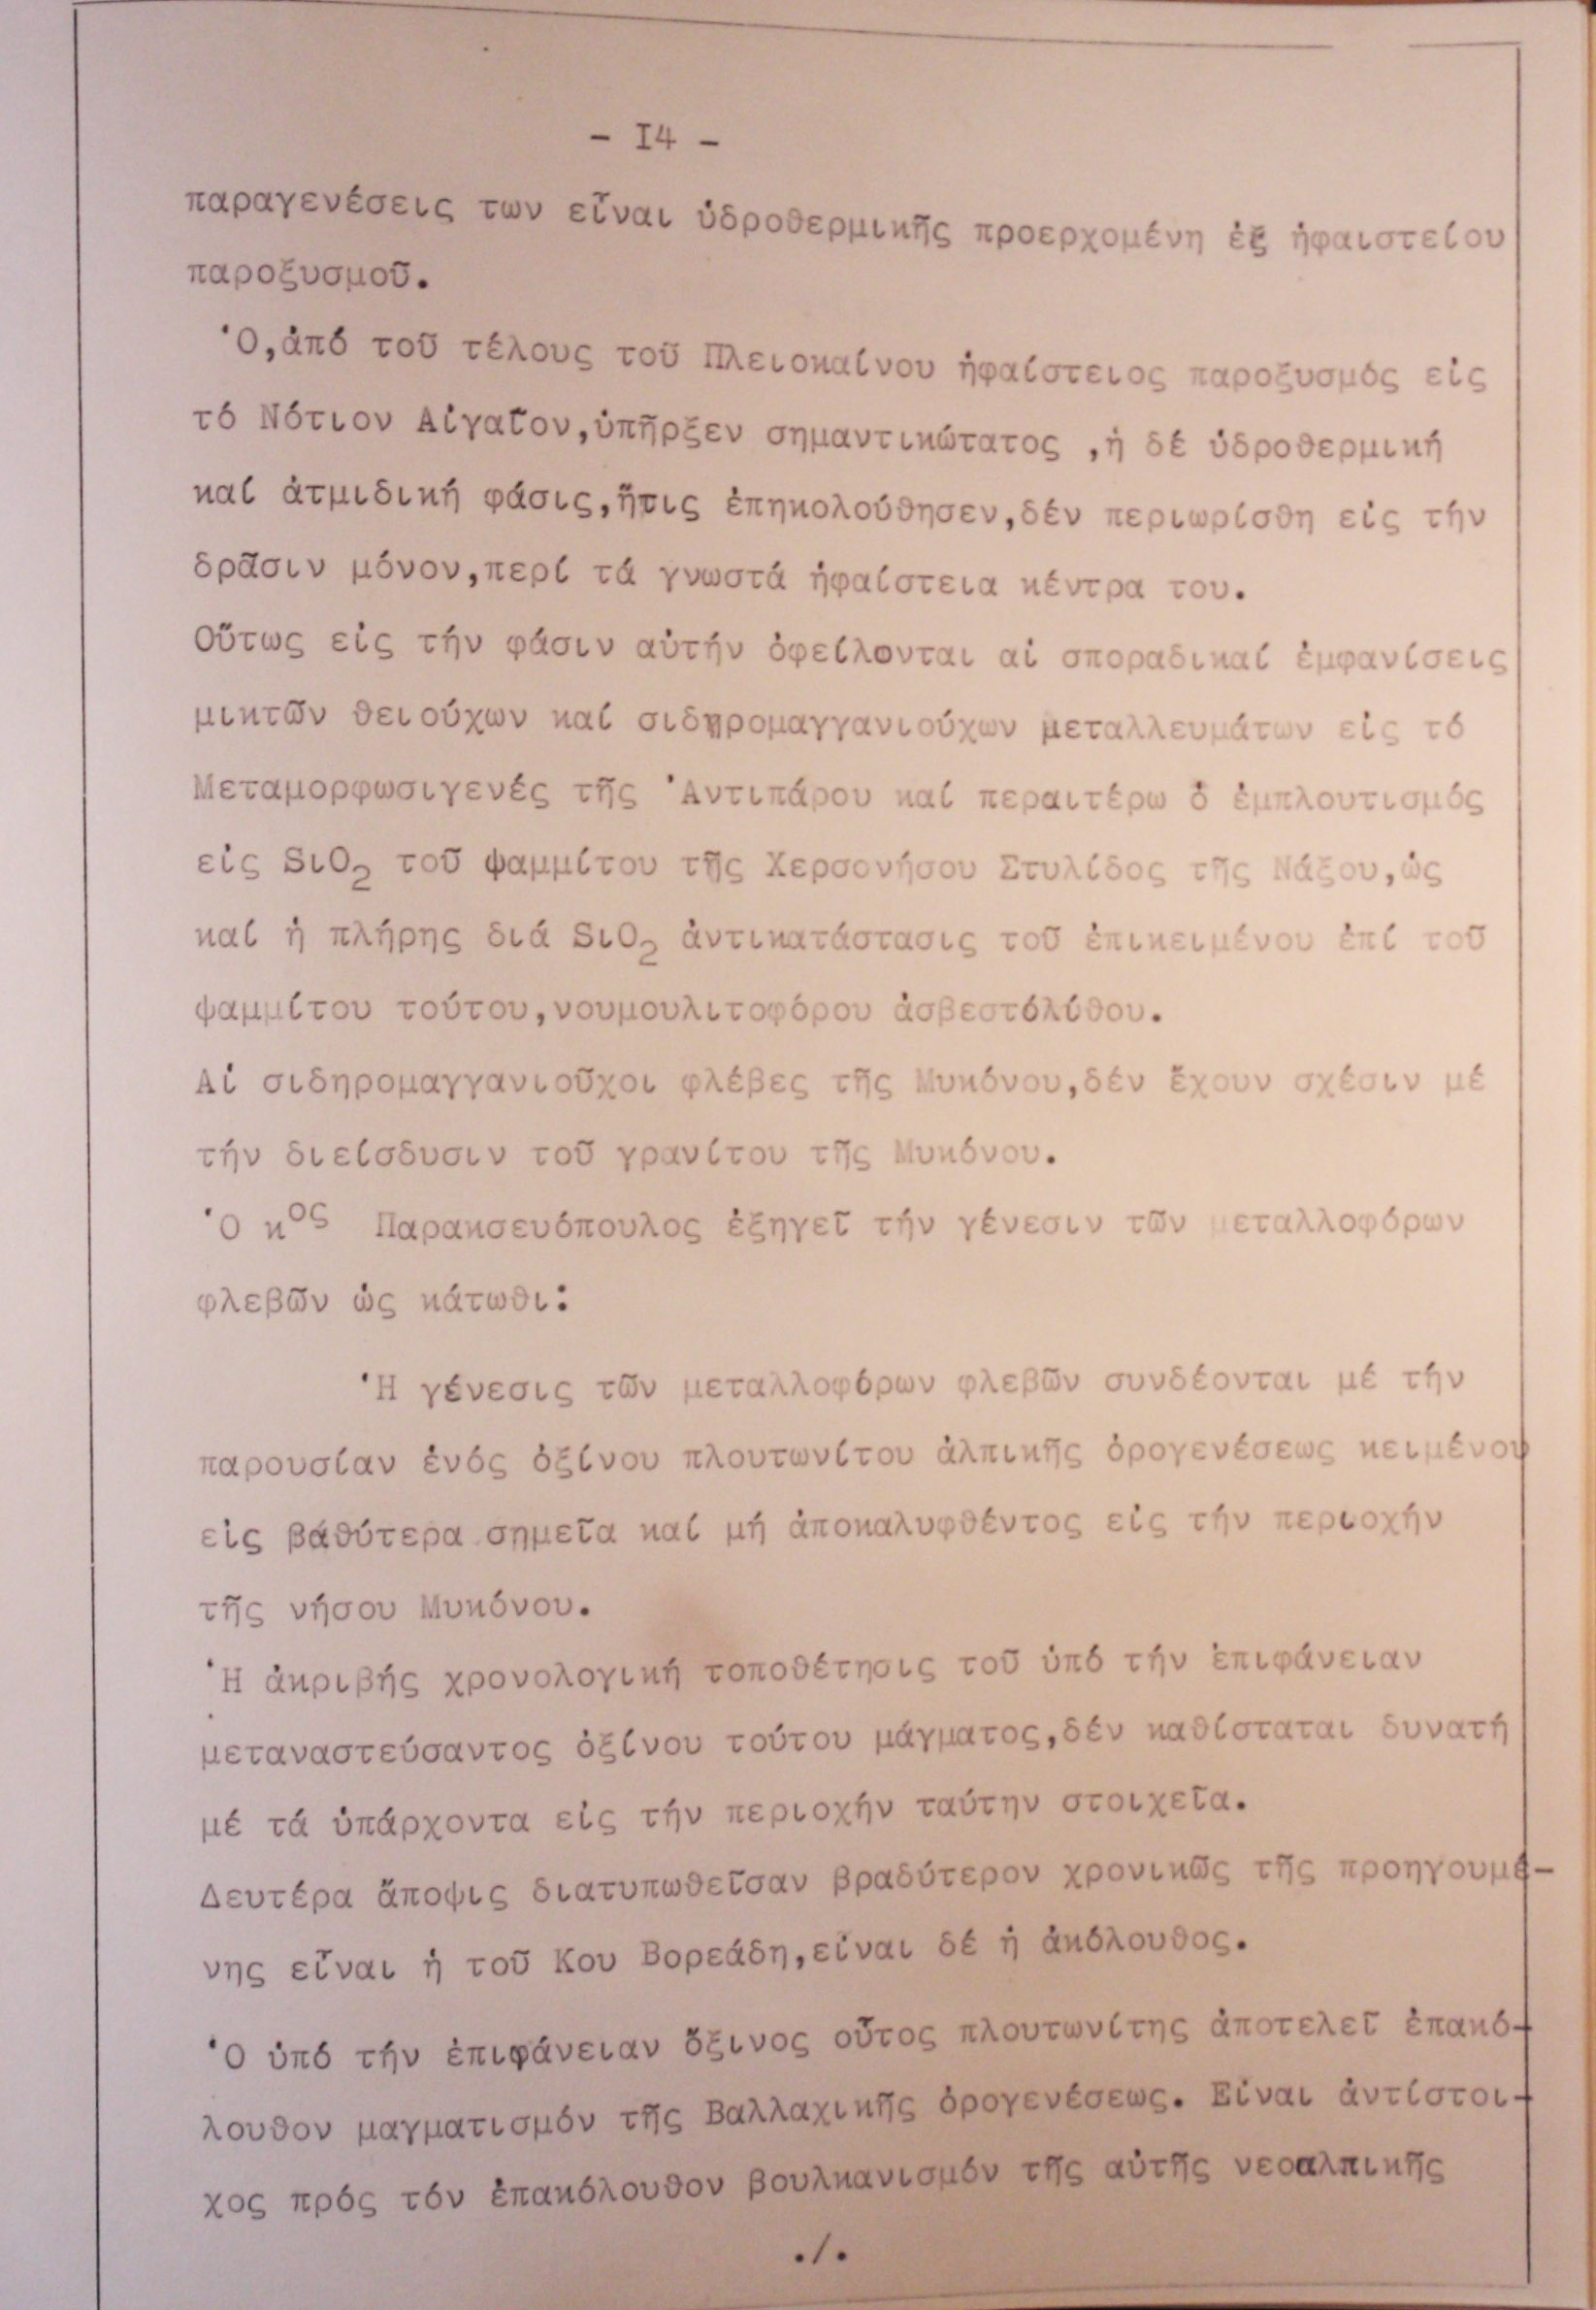 - I4 -
παραγενέσεις των εἶναι ὑδροθερμικῆς προερχομένη ἐξ ἡφαιστείου
παροξυσμοῦ.
Ὁ,ἀπό τοῦ τέλους τοῦ Πλειοκαίνου ἡφαίστειος παροξυσμός εἰς
τό Νότιον Αἰγαῖον,ὑπῆρξεν σημαντικώτατος ,ἡ δέ ὑδροθερμική
καί ἀτμιδική φάσις,ἥτις ἐπηκολούθησεν,δέν περιωρίσθη εἰς τήν
δρᾶσιν μόνον,περί τά γνωστά ἡφαίστεια κέντρα του.
Οὕτως εἰς τήν φάσιν αὐτήν ὀφείλονται αἱ σποραδικαί ἐμφανίσεις
μικτῶν θειούχων καί σιδηρομαγγανιούχων μεταλλευμάτων εἰς τό
Μεταμορφωσιγενές τῆς Ἀντιπάρου καί περαιτέρω ὁ ἐμπλουτισμός
εἰς SιO₂ τοῦ ψαμμίτου τῆς Χερσονήσου Στυλίδος τῆς Νάξου,ὡς
καί ἡ πλήρης διά SιO₂ ἀντικατάστασις τοῦ ἐπικειμένου ἐπί τοῦ
ψαμμίτου τούτου,νουμουλιτοφόρου ἀσβεστόλύθου.
Αἱ σιδηρομαγγανιοῦχοι φλέβες τῆς Μυκόνου,δέν ἔχουν σχέσιν μέ
τήν διείσδυσιν τοῦ γρανίτου τῆς Μυκόνου.
Ὁ κος Παρακσευόπουλος ἐξηγεῖ τήν γένεσιν τῶν μεταλλοφόρων
φλεβῶν ὡς κάτωθι:
Ἡ γένεσις τῶν μεταλλοφόρων φλεβῶν συνδέονται μέ τήν
παρουσίαν ἑνός ὀξίνου πλουτωνίτου ἀλπικῆς ὀρογενέσεως κειμένου
εἰς βάθύτερα σημεῖα καί μή ἀποκαλυφθέντος εἰς τήν περιοχήν
τῆς νήσου Μυκόνου.
Ἡ ἀκριβής χρονολογική τοποθέτησις τοῦ ὑπό τήν ἐπιφάνειαν
μεταναστεύσαντος ὀξίνου τούτου μάγματος,δέν καθίσταται δυνατή
μέ τά ὑπάρχοντα εἰς τήν περιοχήν ταύτην στοιχεῖα.
Δευτέρα ἄποψις διατυπωθεῖσαν βραδύτερον χρονικῶς τῆς προηγουμέ-
νης εἶναι ἡ τοῦ Κου Βορεάδη,εἶναι δέ ἡ ἀκόλουθος.
Ὁ ὑπό τήν ἐπιφάνειαν ὄξινος οὗτος πλουτωνίτης ἀποτελεῖ ἐπακό-
λουθον μαγματισμόν τῆς Βαλλαχικῆς ὀρογενέσεως. Εἶναι ἀντίστοι-
χος πρός τόν ἐπακόλουθον βουλκανισμόν τῆς αὐτῆς νεοαλπικῆς
./.